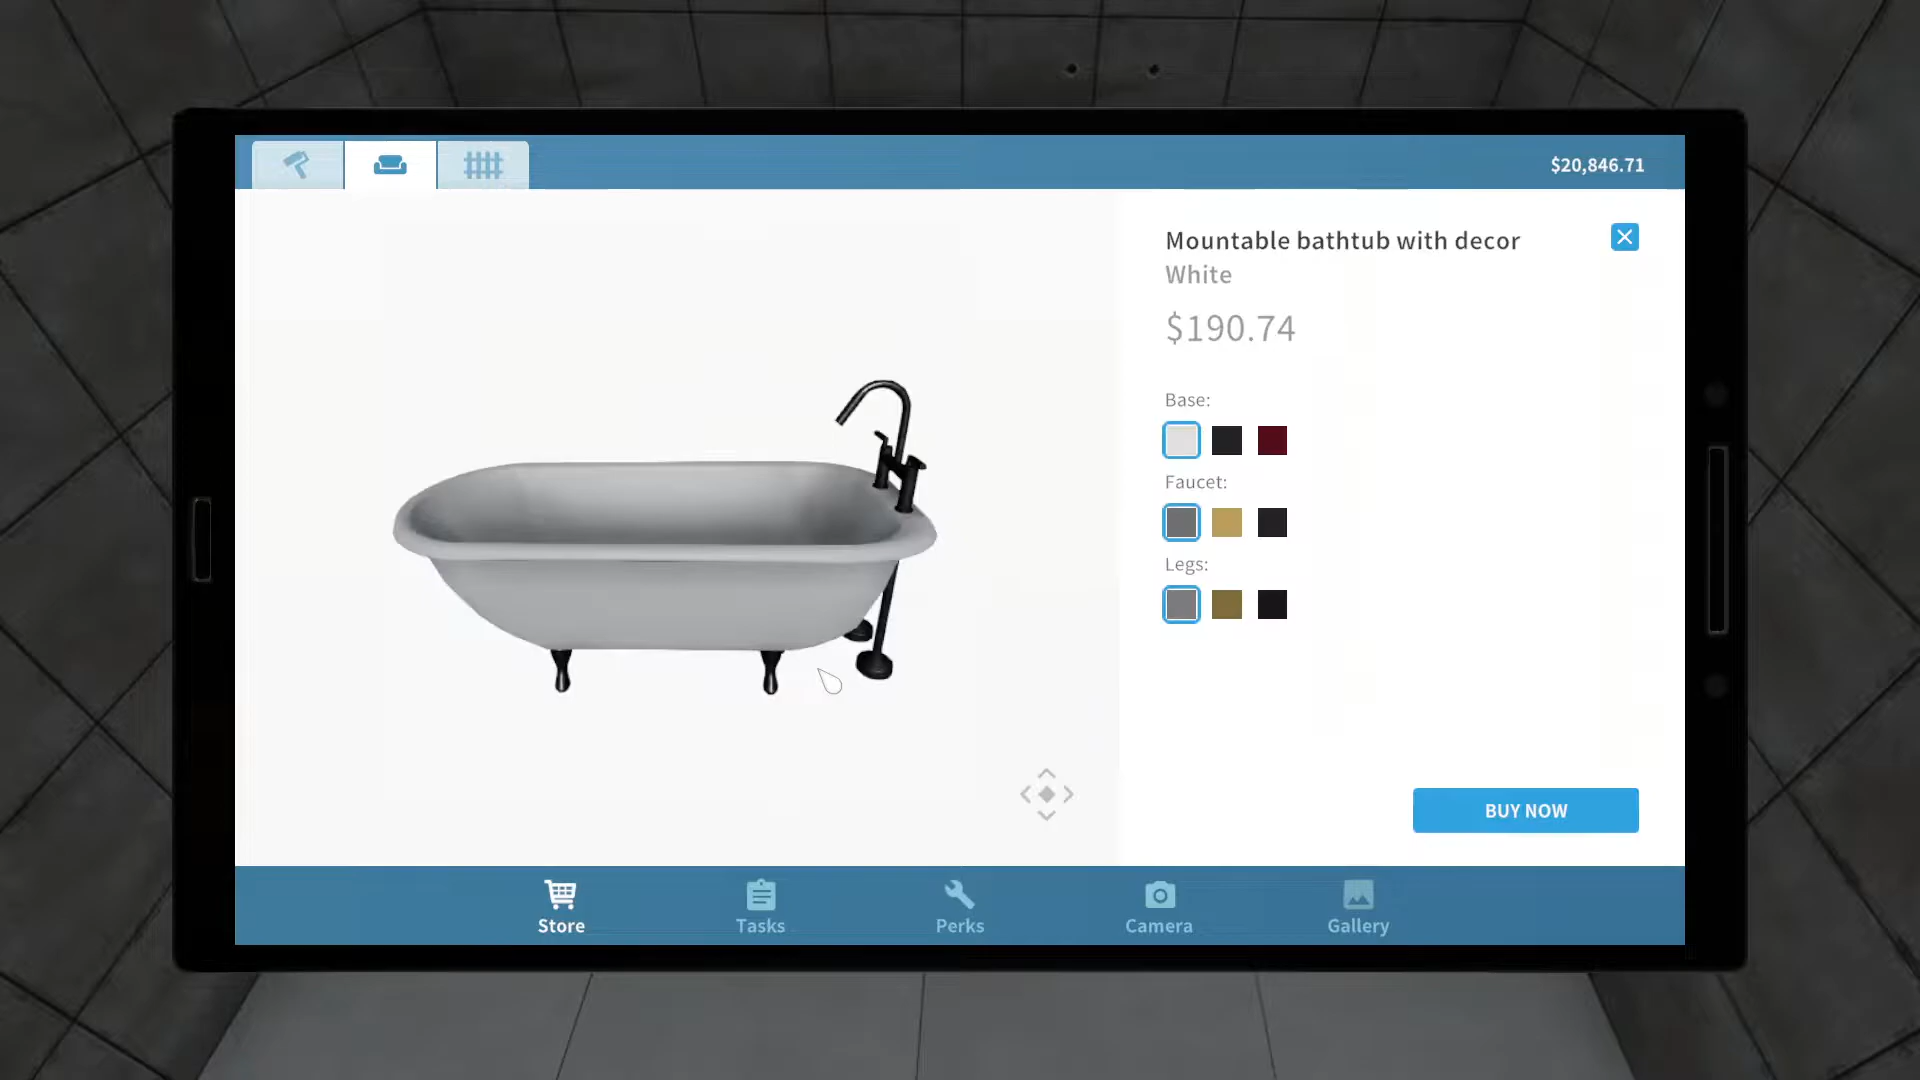 $20,846.71
Mountable bathtub with decor
White
$190.74
Base:
Faucet:
Legs:
BUY NOW
Store
Tasks
Perks
Camera
Gallery